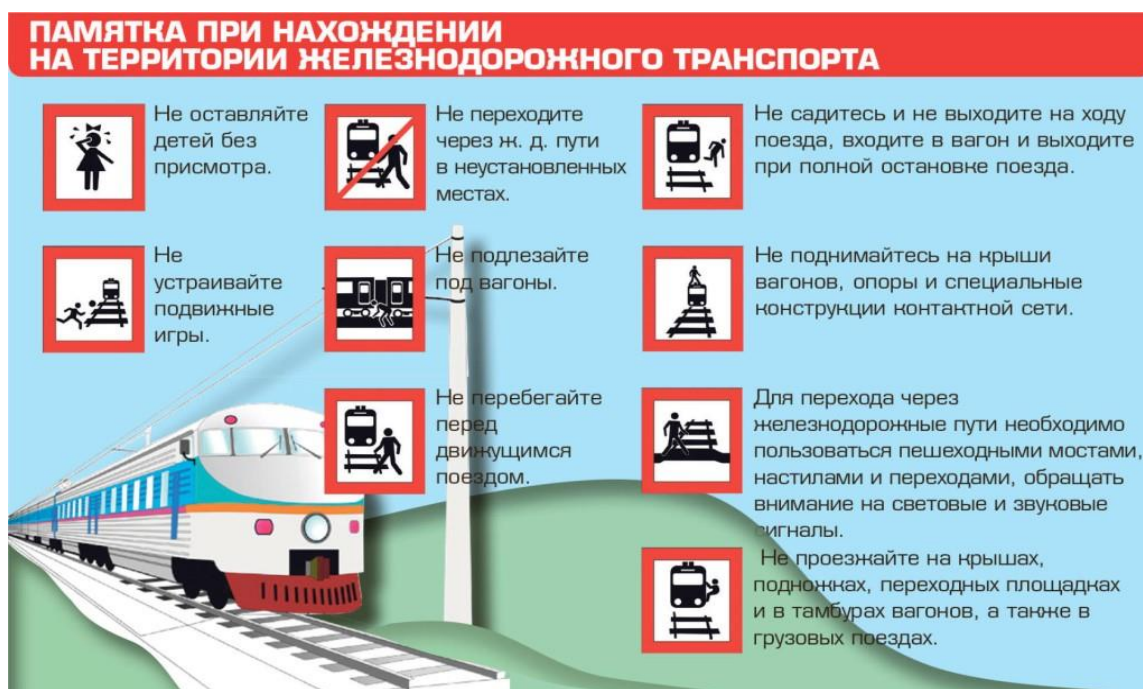 ПАМЯТКА ПРИ НАХОЖДЕНИИ
НА ТЕРРИТОРИИ ЖЕЛЕЗНОДОРОЖНОГО ТРАНСПОРТА
Не оставляйте
детей без
присмотра.
Не переходите
через ж. д. пути
в неустановленных
местах.
Не садитесь и не выходите на ходу
поезда, входите в вагон и выходите
при полной остановке поезда.
Не
устраивайте
подвижные
игры.
Не подлезайте
под вагоны.
Не поднимайтесь на крыши
вагонов, опоры и специальные
конструкции контактной сети.
Не перебегайте
перед
движущимся
поездом.
Для перехода через
железнодорожные пути необходимо
пользоваться пешеходными мостами,
настилами и переходами, обращать
внимание на световые и звуковые
сигналы.
Не проезжайте на крышах,
подножках, переходных площадках
и в тамбурах вагонов, а также в
грузовых поездах.